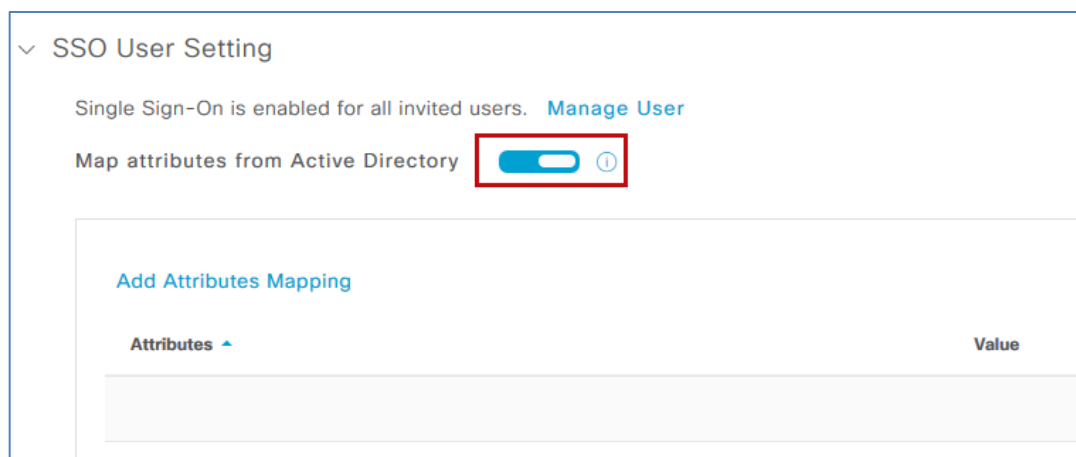 SSO User Setting
Single Sign-On is enabled for all invited users. Manage User
Map attributes from Active Directory
Add Attributes Mapping
Attributes Value